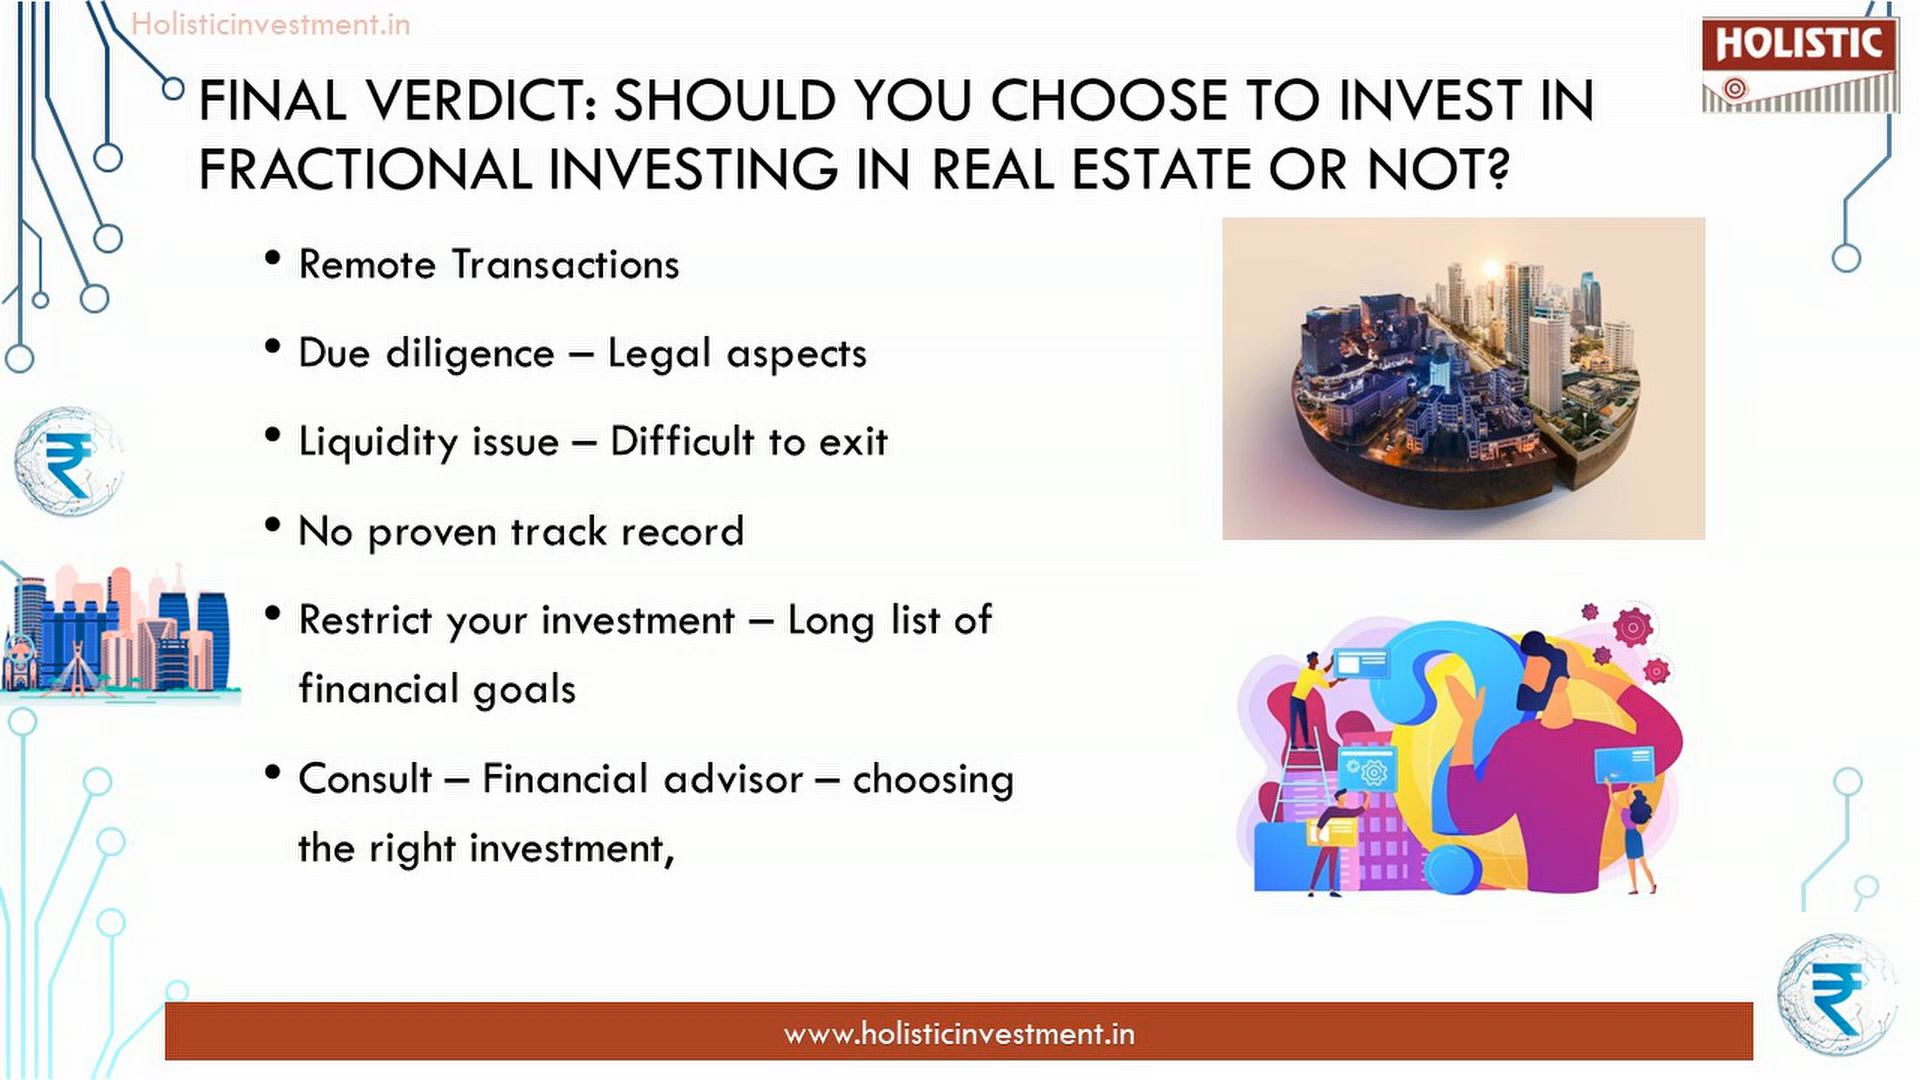 Holisticinvestment.in
HOLISTIC
FINAL VERDICT: SHOULD YOU CHOOSE TO INVEST IN
FRACTIONAL INVESTING IN REAL ESTATE OR NOT?
• Remote Transactions
• Due diligence – Legal aspects
• Liquidity issue – Difficult to exit
• No proven track record
• Restrict your investment – Long list of
financial goals
• Consult – Financial advisor – choosing
the right investment,
www.holisticinvestment.in